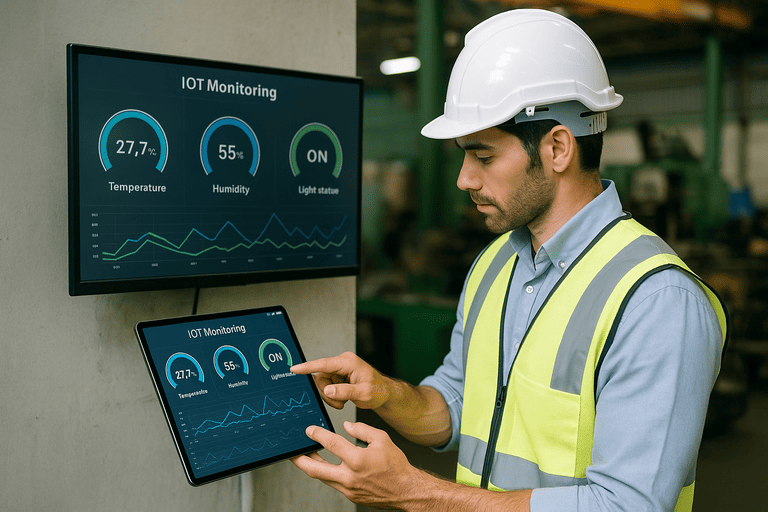 IOT Monitoring
27,7%
55%
ON
Temperature
Humidity
Light statue
IOT Monitoring
27,7%
55%
ON
Humidity